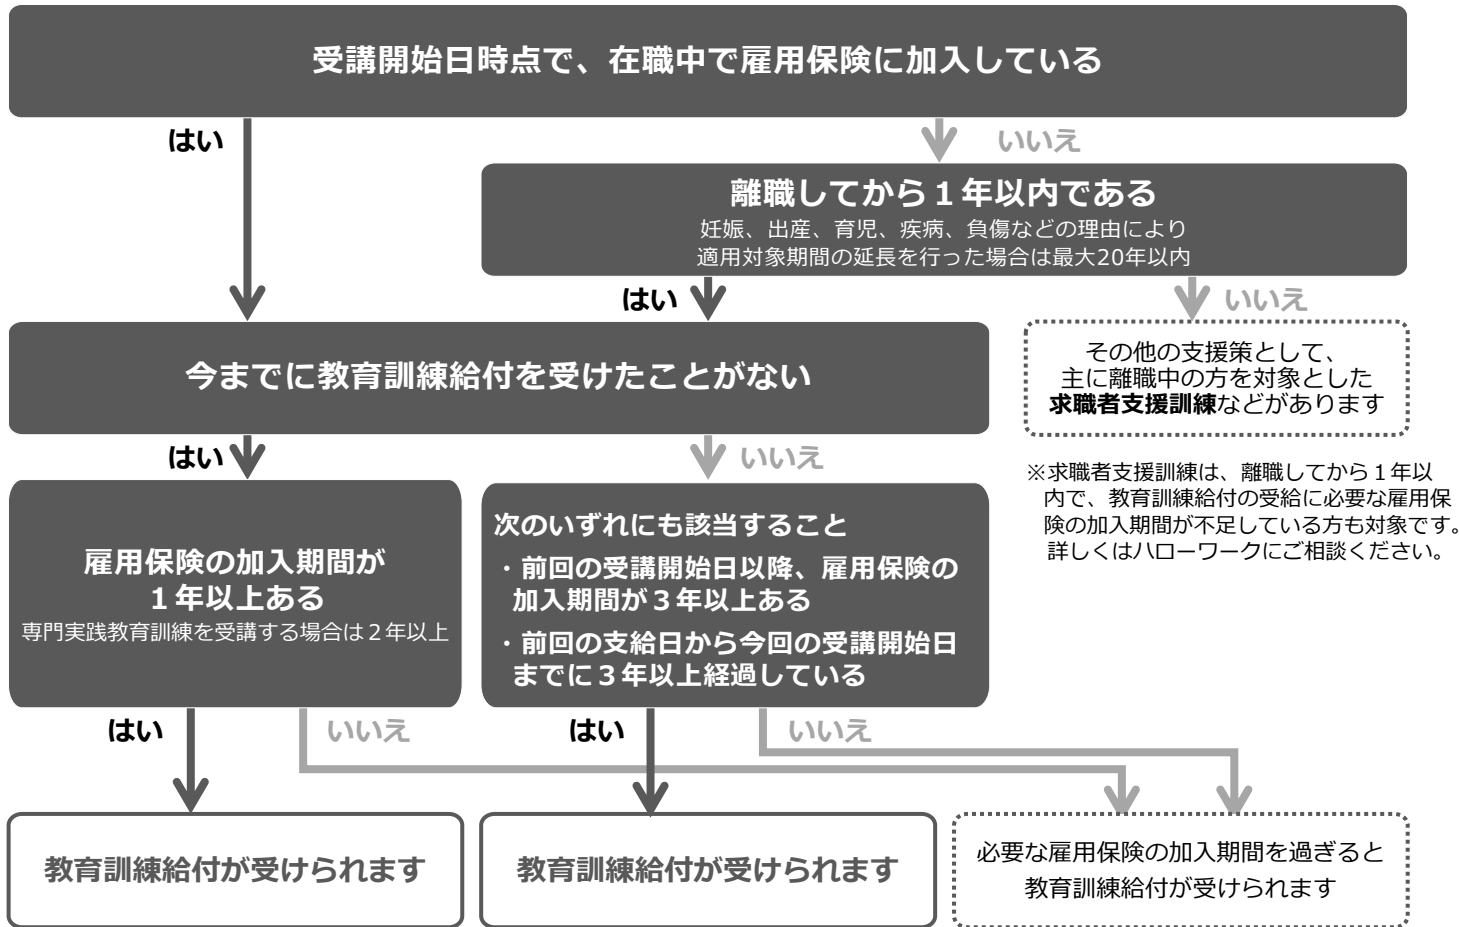 受講開始日時点で、在職中で雇用保険に加入している
はい
いいえ
離職してから１年以内である
妊娠、出産、育児、疾病、負傷などの理由により
適用対象期間の延長を行った場合は最大20年以内
はい
いいえ
今までに教育訓練給付を受けたことがない
その他の支援策として、
主に離職中の方を対象とした
求職者支援訓練などがあります
はい
いいえ
※求職者支援訓練は、離職してから１年以
内で、教育訓練給付の受給に必要な雇用保
険の加入期間が不足している方も対象です。
詳しくはハローワークにご相談ください。
雇用保険の加入期間が
１年以上ある
専門実践教育訓練を受講する場合は２年以上
次のいずれにも該当すること
・前回の受講開始日以降、雇用保険の
加入期間が３年以上ある
・前回の支給日から今回の受講開始日
までに３年以上経過している
はい
いいえ
はい
いいえ
教育訓練給付が受けられます
教育訓練給付が受けられます
必要な雇用保険の加入期間を過ぎると
教育訓練給付が受けられます